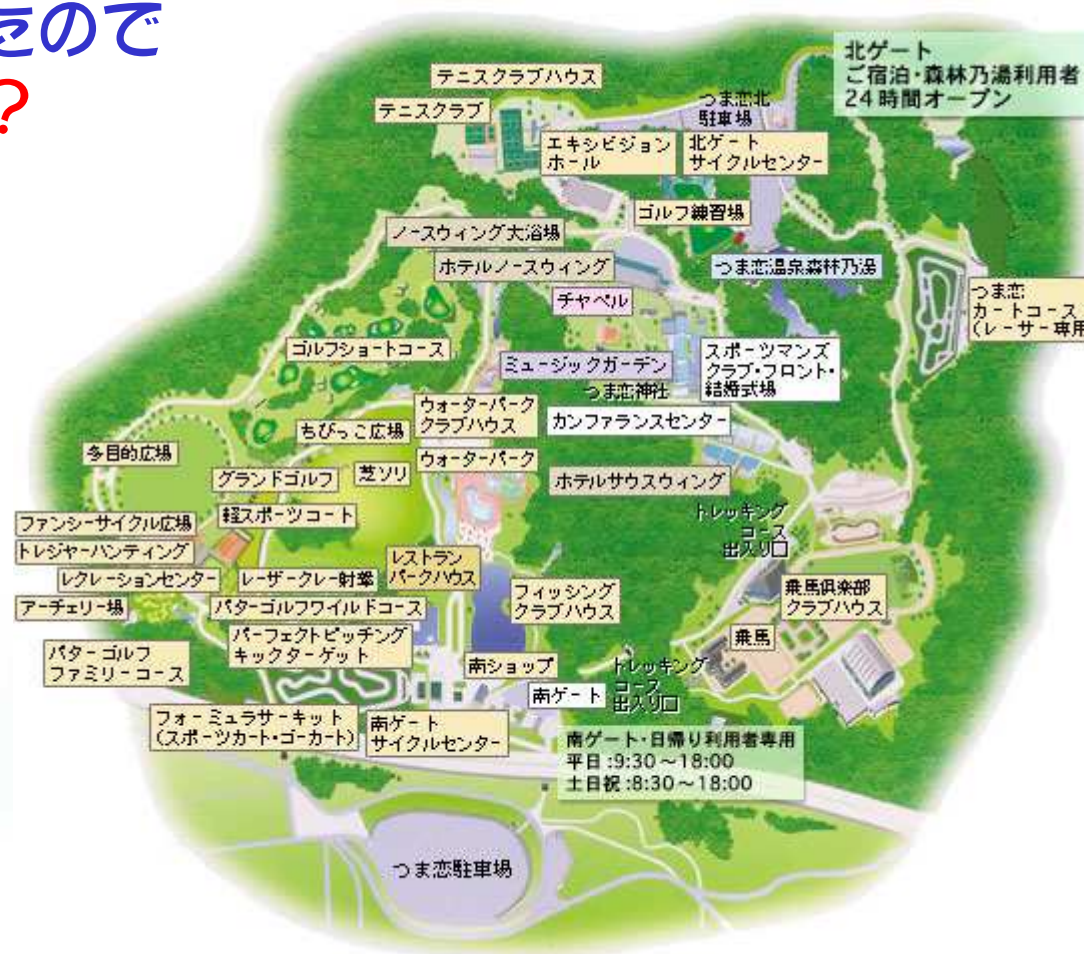 をので
?
北ゲート
ご宿泊・森林乃湯利用者
24時間オープン
テニスクラブハウス
テニスクラブ
つま恋北
駐車場
エキシビジョン
ホール
北ゲート
サイクルセンター
ゴルフ練習場
ノースウィング大浴場
ホテルノースウィング
つま恋温泉森林乃湯
チャペル
つま恋
カートコース
(レーサー専用
ゴルフショートコース
ミュージックガーデン
スポーツマンズ
クラブ・フロント・
結婚式場
つま恋神社
ウォーターパーク
クラブハウス
カンファランスセンター
ちびっこ広場
多目的広場
グランドゴルフ
芝ソリ
ウォーターパーク
ホテルサウスウィング
ファンシーサイクル広場
軽スポーツコート
トレッキング
コース
出入り口
トレジャーハンティング
レクレーションセンター
レーザークレー射撃
レストラン
パークハウス
フィッシング
クラブハウス
乗馬倶楽部
クラブハウス
アーチェリー場
パターゴルフワイルドコース
パターゴルフ
ファミリーコース
パーフェクトピッチング
キックターゲット
乗馬
南ショップ
トレッキング
コース
出入り口
南ゲート
フォーミュラサーキット
(スポーツカート・ゴーカート)
南ゲート
サイクルセンター
南ゲート・日帰り利用者専用
平日:9:30～18:00
土日祝:8:30～18:00
つま恋駐車場